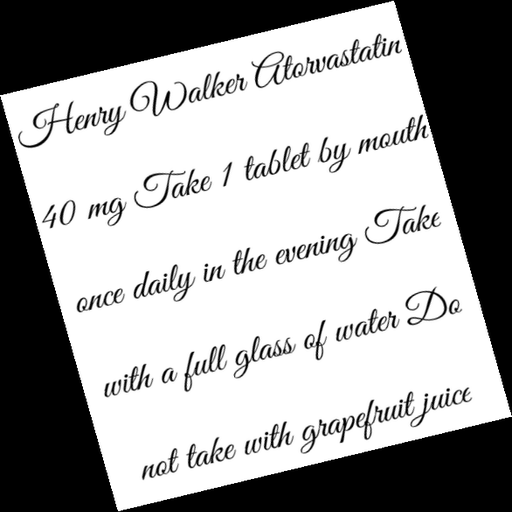 Henry Walker Atorvastatin
40 mg Take 1 tablet by mouth
once daily in the evening Take
with a full glass of water Do
not take with grapefruit juice